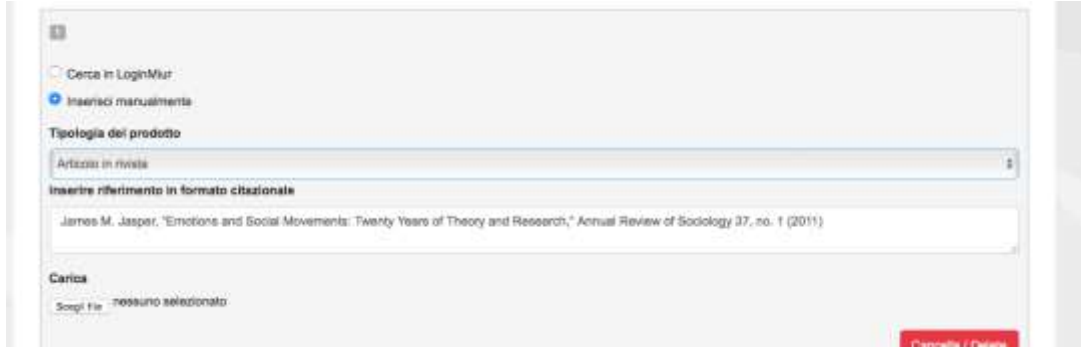 1
Cerca in LoginMiur
Inserisci manualmente
Tipologia del prodotto
Articolo in rivista
Inserire riferimento in formato citazionale
James M. Jasper, "Emotions and Social Movements: Twenty Years of Theory and Research," Annual Review of Sociology 37, no. 1 (2011)
Carica
Scegli file nessuno selezionato
Cancella / Delete